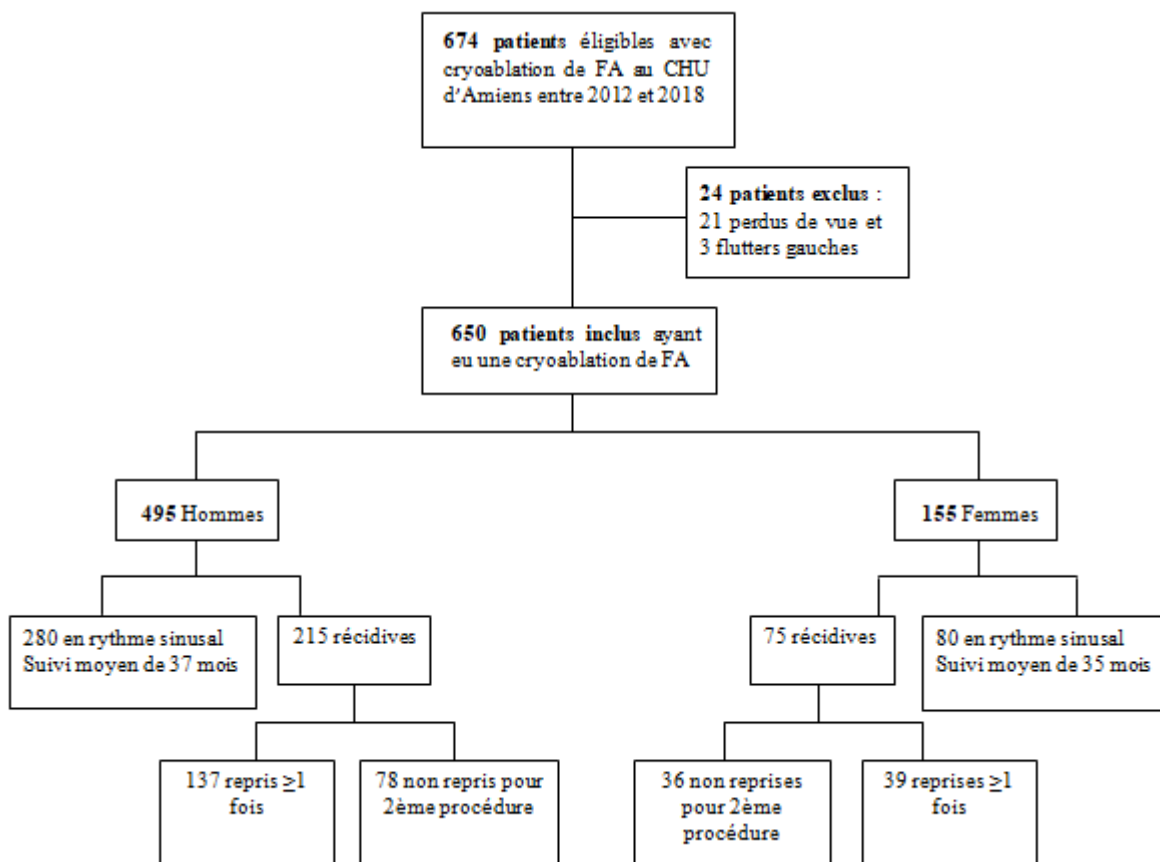 674 patients éligibles avec
cryoablation de FA au CHU
d'Amiens entre 2012 et 2018
24 patients exclus :
21 perdus de vue et
3 flutters gauches
650 patients inclus ayant
eu une cryoablation de FA
495 Hommes
155 Femmes
280 en rythme sinusal
Suivi moyen de 37 mois
215 récidives
75 récidives
80 en rythme sinusal
Suivi moyen de 35 mois
137 repris ≥1
fois
78 non repris pour
2ème procédure
36 non reprises
pour 2ème
procédure
39 reprises ≥1
fois